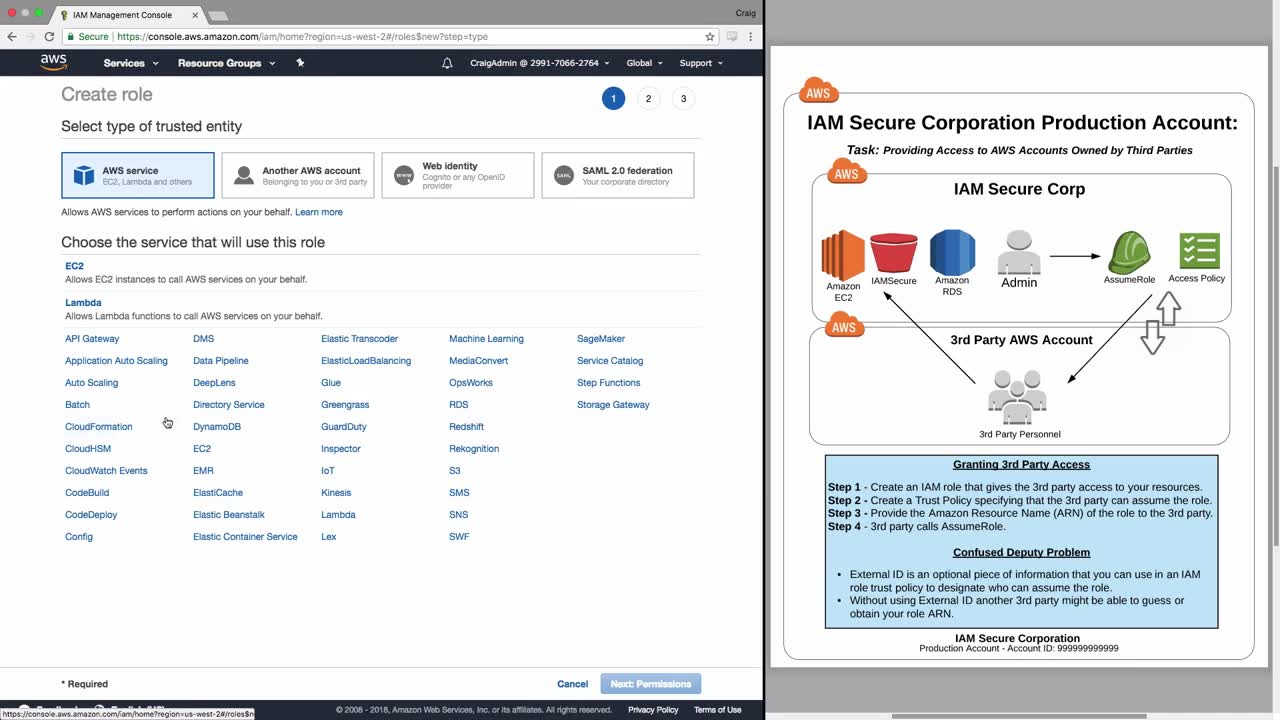 IAM Management Console
Craig
Secure | https://console.aws.amazon.com/iam/home?region=us-west-2#/roles$new?step=type
aws
Services
Resource Groups
CraigAdmin @ 2991-7066-2764
Global
Support
Create role
1
2
3
Select type of trusted entity
AWS service
EC2, Lambda and others
Another AWS account
Belonging to you or 3rd party
www
Web identity
Cognito or any OpenID
provider
SAML
SAML 2.0 federation
Your corporate directory
Allows AWS services to perform actions on your behalf. Learn more
Choose the service that will use this role
EC2
Allows EC2 instances to call AWS services on your behalf.
Lambda
Allows Lambda functions to call AWS services on your behalf.
API Gateway
DMS
Elastic Transcoder
Machine Learning
SageMaker
Application Auto Scaling
Data Pipeline
ElasticLoadBalancing
MediaConvert
Service Catalog
Auto Scaling
DeepLens
Glue
OpsWorks
Step Functions
Batch
Directory Service
Greengrass
RDS
Storage Gateway
CloudFormation
DynamoDB
GuardDuty
Redshift
CloudHSM
EC2
Inspector
Rekognition
CloudWatch Events
EMR
IoT
S3
CodeBuild
ElastiCache
Kinesis
SMS
CodeDeploy
Elastic Beanstalk
Lambda
SNS
Config
Elastic Container Service
Lex
SWF
* Required
Cancel
Next: Permissions
https://console.aws.amazon.com/iam/home?region=us-west-2#/roles$n
© 2008 - 2018, Amazon Web Services, Inc. or its affiliates. All rights reserved.
Privacy Policy
Terms of Use
AWS
IAM Secure Corporation Production Account:
Task: Providing Access to AWS Accounts Owned by Third Parties
AWS
IAM Secure Corp
Amazon
EC2
IAMSecure
Amazon
RDS
Admin
AssumeRole
Access Policy
AWS
3rd Party AWS Account
3rd Party Personnel
Granting 3rd Party Access
Step 1 - Create an IAM role that gives the 3rd party access to your resources.
Step 2 - Create a Trust Policy specifying that the 3rd party can assume the role.
Step 3 - Provide the Amazon Resource Name (ARN) of the role to the 3rd party.
Step 4 - 3rd party calls AssumeRole.
Confused Deputy Problem
• External ID is an optional piece of information that you can use in an IAM
role trust policy to designate who can assume the role.
• Without using External ID another 3rd party might be able to guess or
obtain your role ARN.
IAM Secure Corporation
Production Account - Account ID: 999999999999